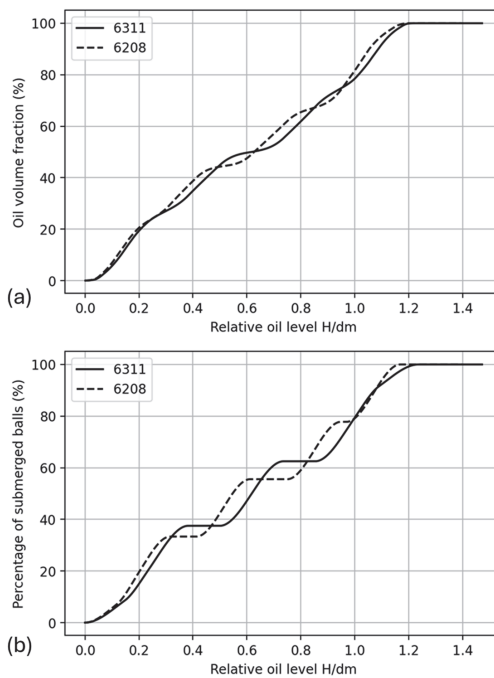 100
80
60
40
20
0
Oil volume fraction (%)
6311
6208
0.0 0.2 0.4 0.6 0.8 1.0 1.2 1.4
Relative oil level H/dm
(a)
100
80
60
40
20
0
Percentage of submerged balls (%)
6311
6208
0.0 0.2 0.4 0.6 0.8 1.0 1.2 1.4
Relative oil level H/dm
(b)